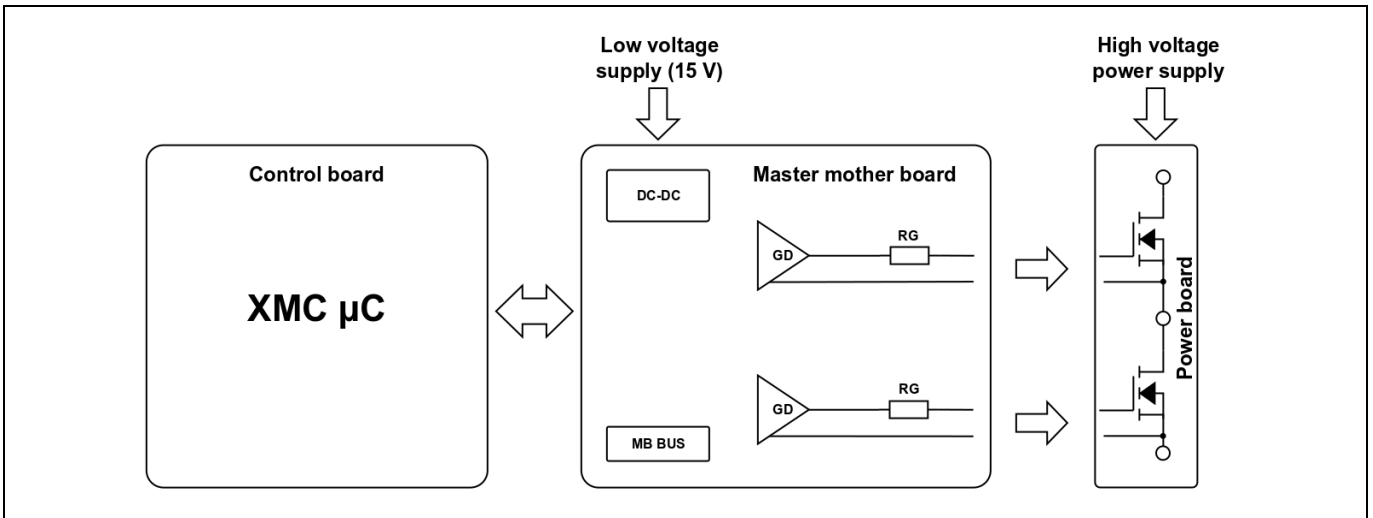 Low voltage
supply (15 V)
High voltage
power supply
Control board
XMC µC
Master mother board
DC-DC
GD
RG
GD
RG
MB BUS
Power board